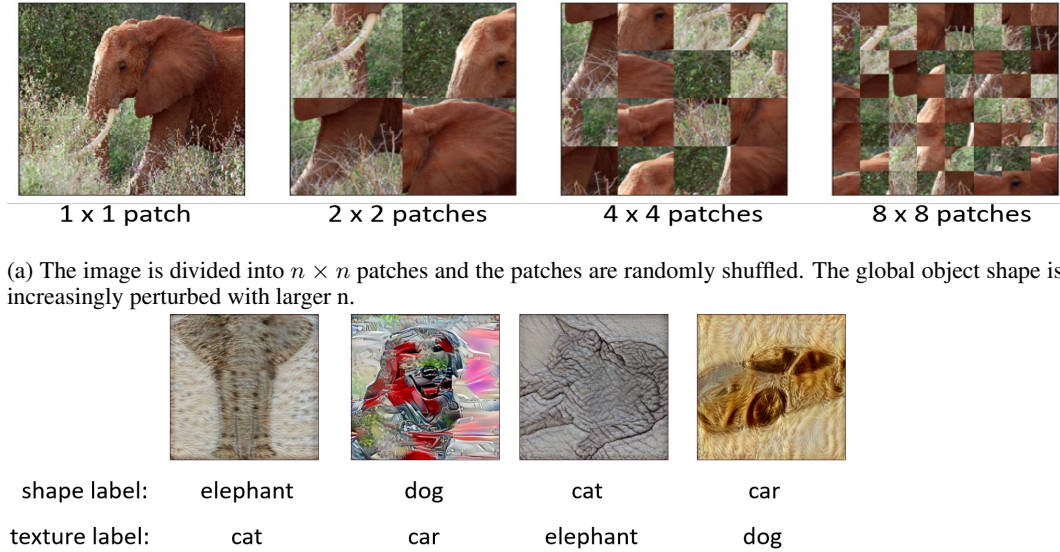 1 x 1 patch 2 x 2 patches 4 x 4 patches 8 x 8 patches
(a) The image is divided into n × n patches and the patches are randomly shuffled. The global object shape is
increasingly perturbed with larger n.
shape label: elephant dog cat car
texture label: cat car elephant dog